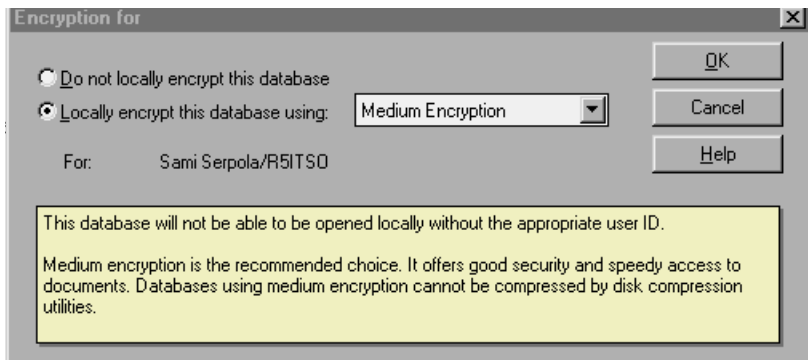 Encryption for
Do not locally encrypt this database
OK
Locally encrypt this database using: Medium Encryption
Cancel
For: Sami Serpola/R5ITSO
Help
This database will not be able to be opened locally without the appropriate user ID.
Medium encryption is the recommended choice. It offers good security and speedy access to
documents. Databases using medium encryption cannot be compressed by disk compression
utilities.